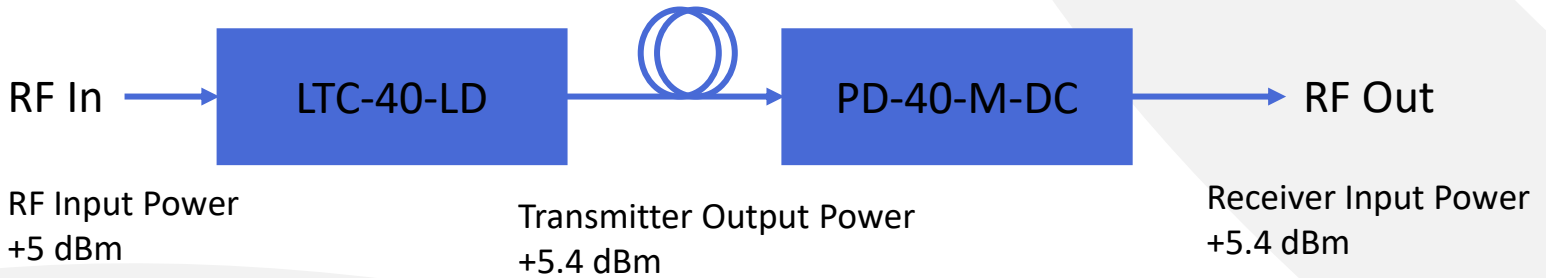 RF In
LTC-40-LD
PD-40-M-DC
RF Out
RF Input Power
+5 dBm
Transmitter Output Power
+5.4 dBm
Receiver Input Power
+5.4 dBm